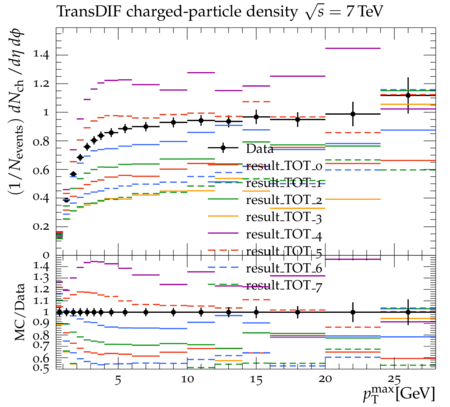 TransDIF charged-particle density √s = 7 TeV
(1/N_events) dN_ch/dη dφ
1.4
1.2
1
0.8
0.6
0.4
0.2
0
Data
result_TOT_0
result_TOT_1
result_TOT_2
result_TOT_3
result_TOT_4
result_TOT_5
result_TOT_6
result_TOT_7
MC/Data
1.4
1.3
1.2
1.1
1
0.9
0.8
0.7
0.6
0.5
5 10 15 20 25
p_T^max[GeV]